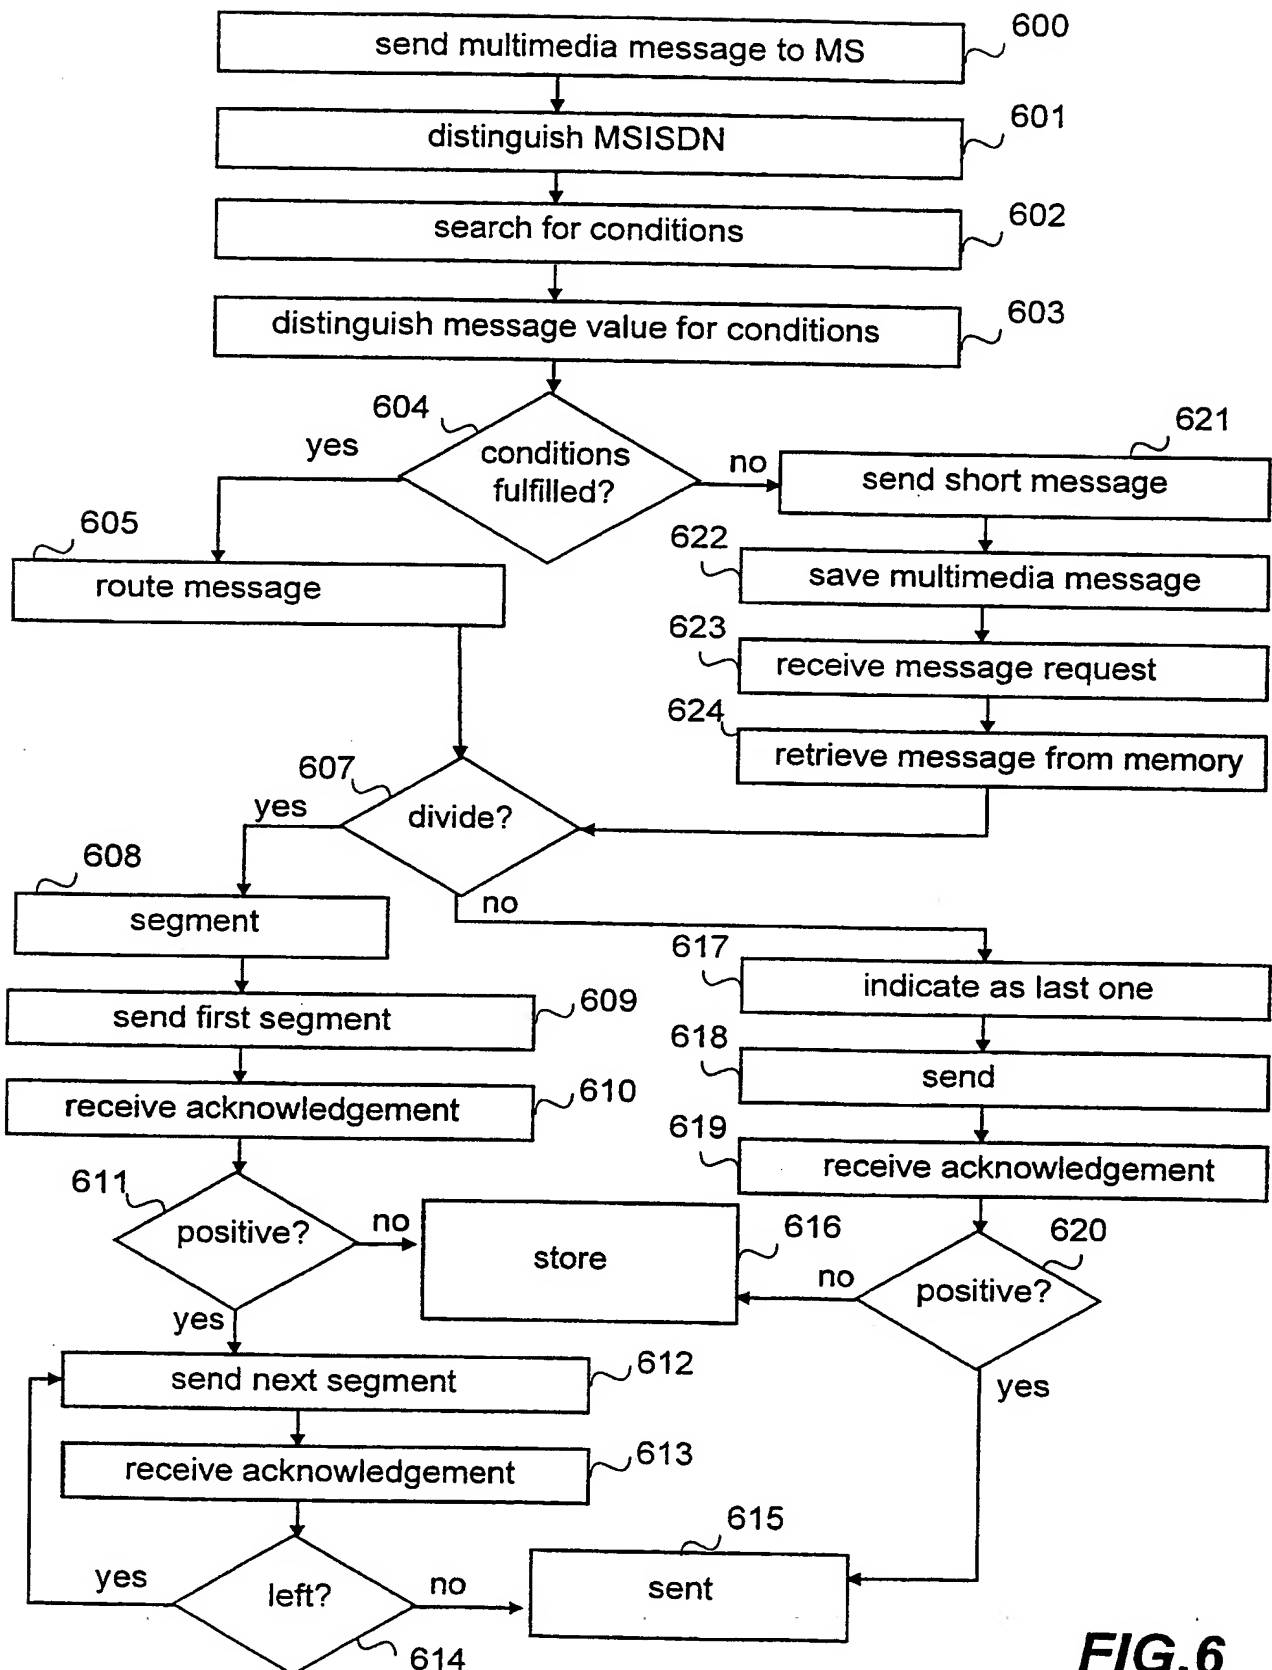 send multimedia message to MS
600
distinguish MSISDN
601
search for conditions
602
distinguish message value for conditions
603
604
conditions
fulfilled?
yes
no
621
send short message
605
route message
622
save multimedia message
623
receive message request
624
retrieve message from memory
607
divide?
yes
no
608
segment
617
indicate as last one
609
send first segment
618
send
610
receive acknowledgement
619
receive acknowledgement
611
positive?
no
yes
store
616
620
positive?
no
yes
612
send next segment
613
receive acknowledgement
615
sent
left?
yes
no
614
FIG.6